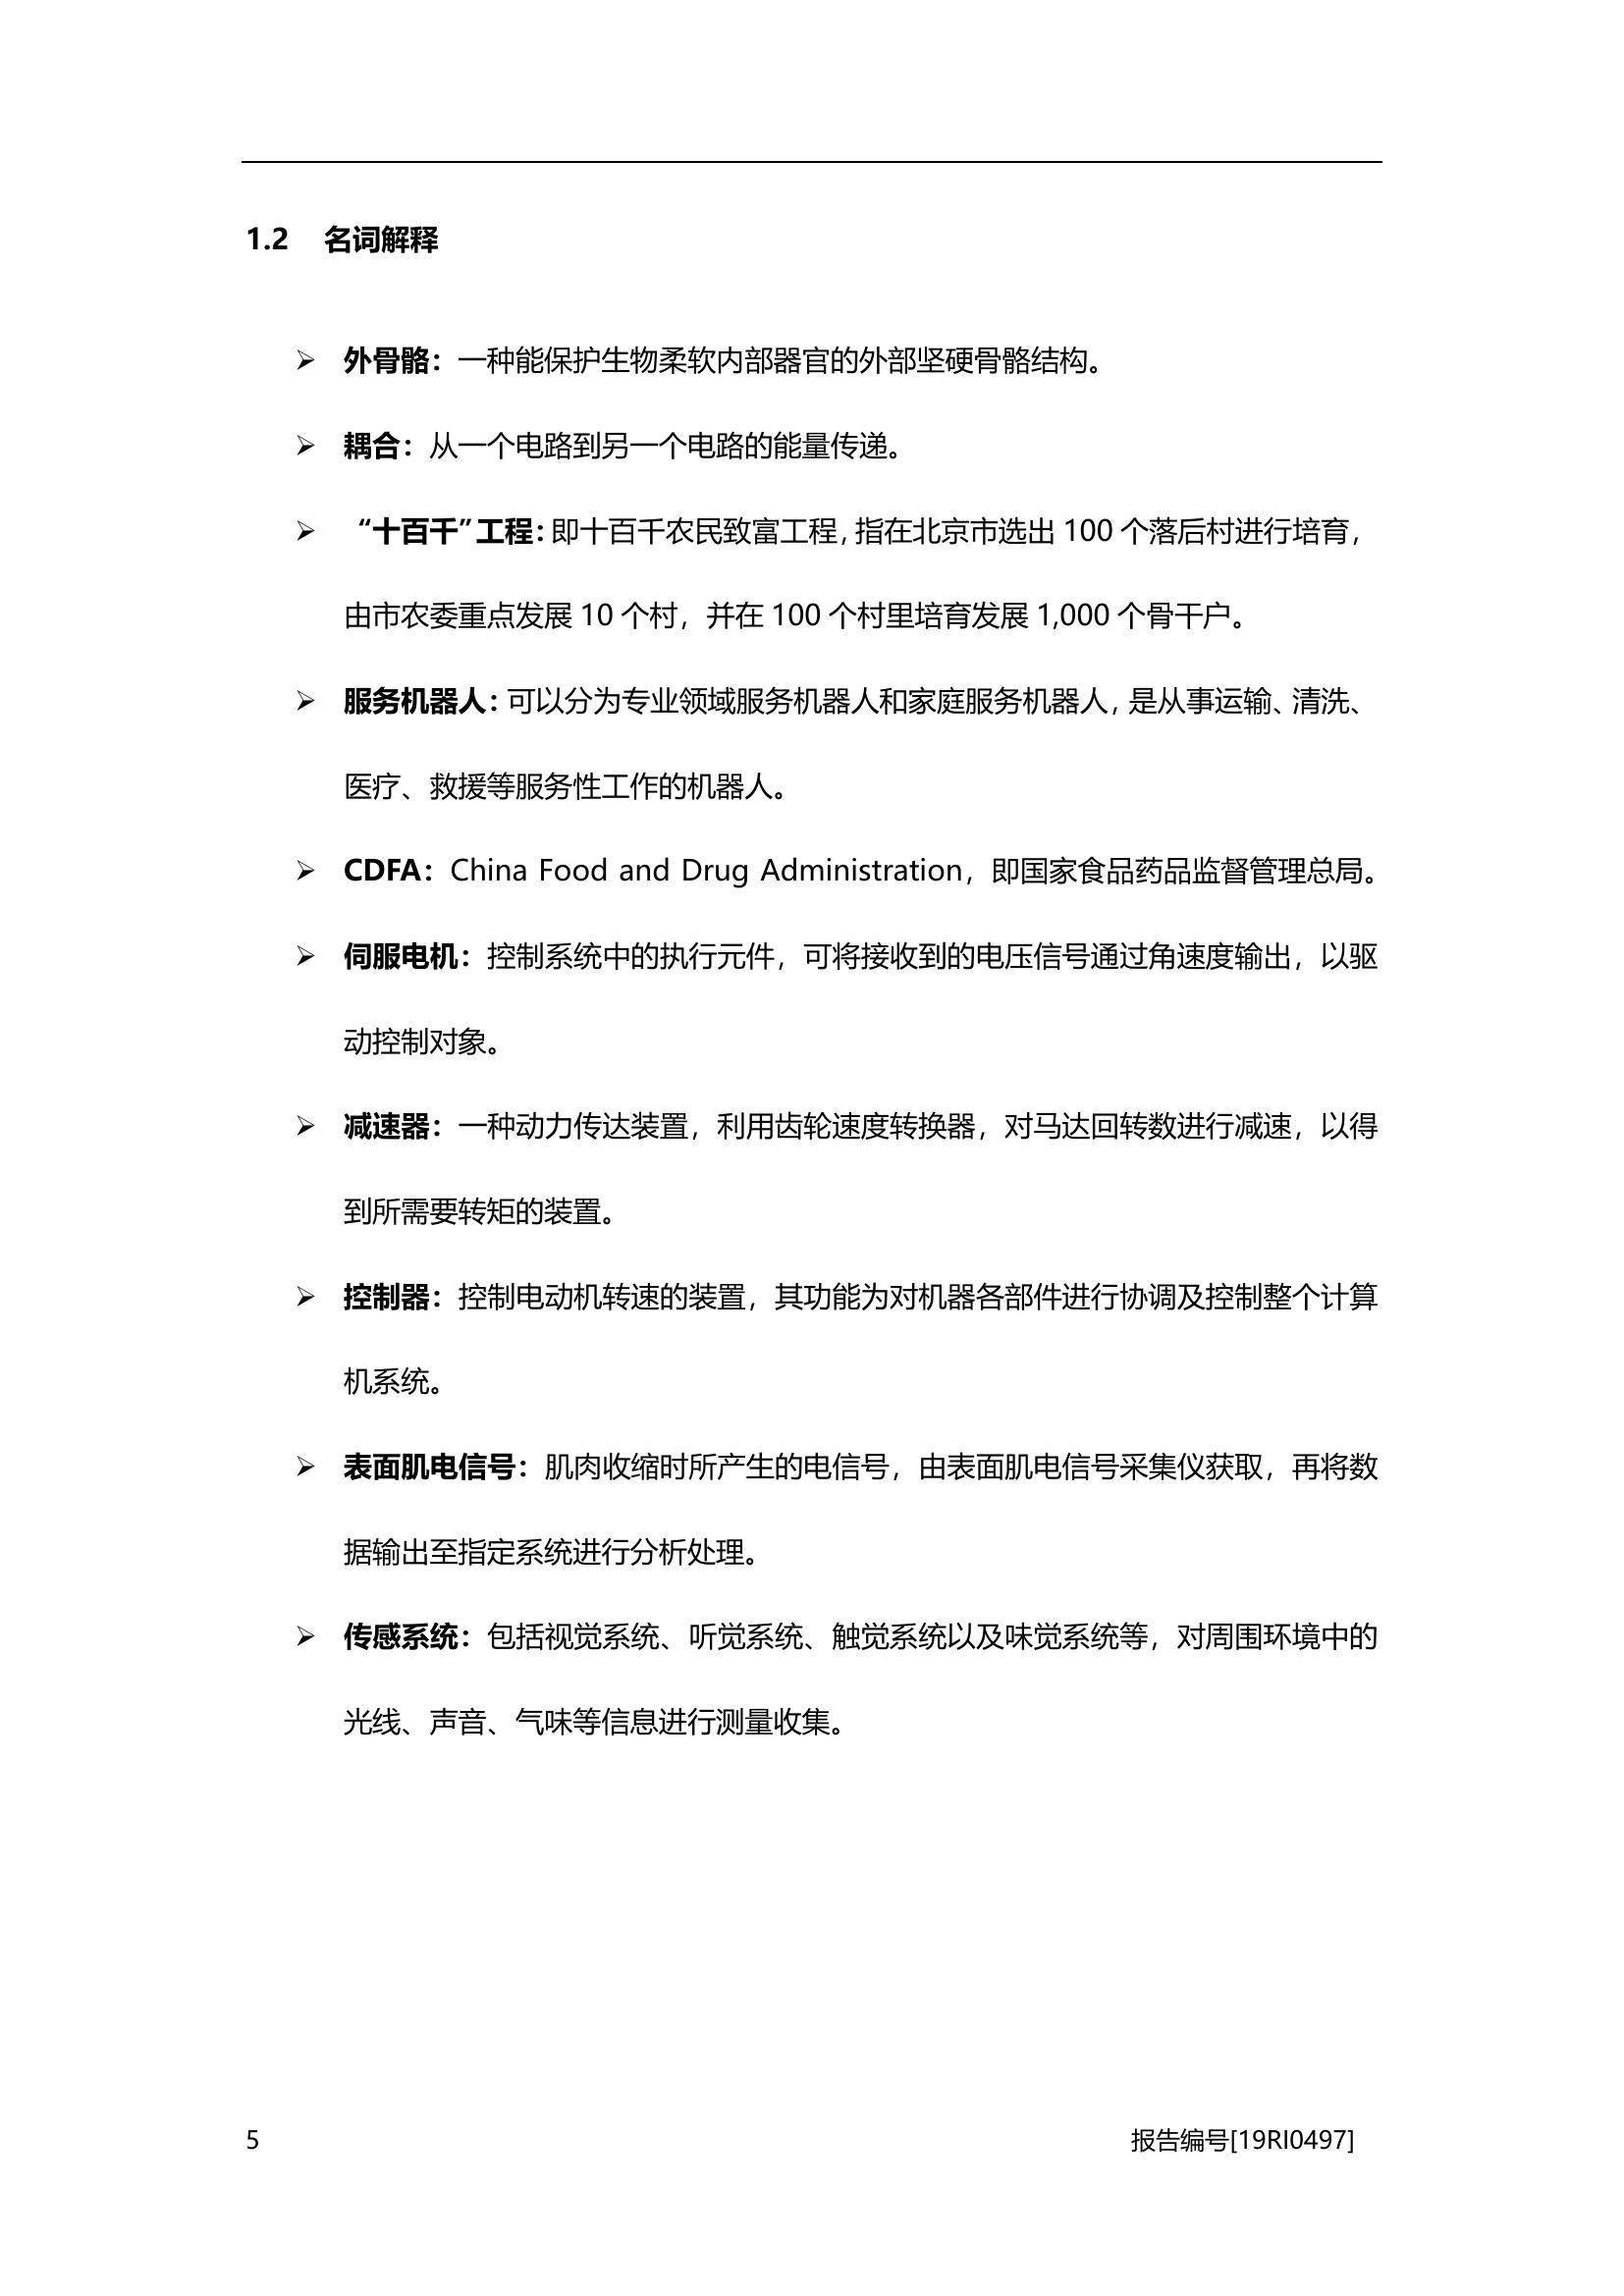 1.2 名词解释
➢ 外骨骼：一种能保护生物柔软内部器官的外部坚硬骨骼结构。
➢ 耦合：从一个电路到另一个电路的能量传递。
➢ “十百千”工程：即十百千农民致富工程，指在北京市选出 100 个落后村进行培育，
由市农委重点发展 10 个村，并在 100 个村里培育发展 1,000 个骨干户。
➢ 服务机器人：可以分为专业领域服务机器人和家庭服务机器人，是从事运输、清洗、
医疗、救援等服务性工作的机器人。
➢ CDFA：China Food and Drug Administration，即国家食品药品监督管理总局。
➢ 伺服电机：控制系统中的执行元件，可将接收到的电压信号通过角速度输出，以驱
动控制对象。
➢ 减速器：一种动力传达装置，利用齿轮速度转换器，对马达回转数进行减速，以得
到所需要转矩的装置。
➢ 控制器：控制电动机转速的装置，其功能为对机器各部件进行协调及控制整个计算
机系统。
➢ 表面肌电信号：肌肉收缩时所产生的电信号，由表面肌电信号采集仪获取，再将数
据输出至指定系统进行分析处理。
➢ 传感系统：包括视觉系统、听觉系统、触觉系统以及味觉系统等，对周围环境中的
光线、声音、气味等信息进行测量收集。
5 报告编号[19RI0497]